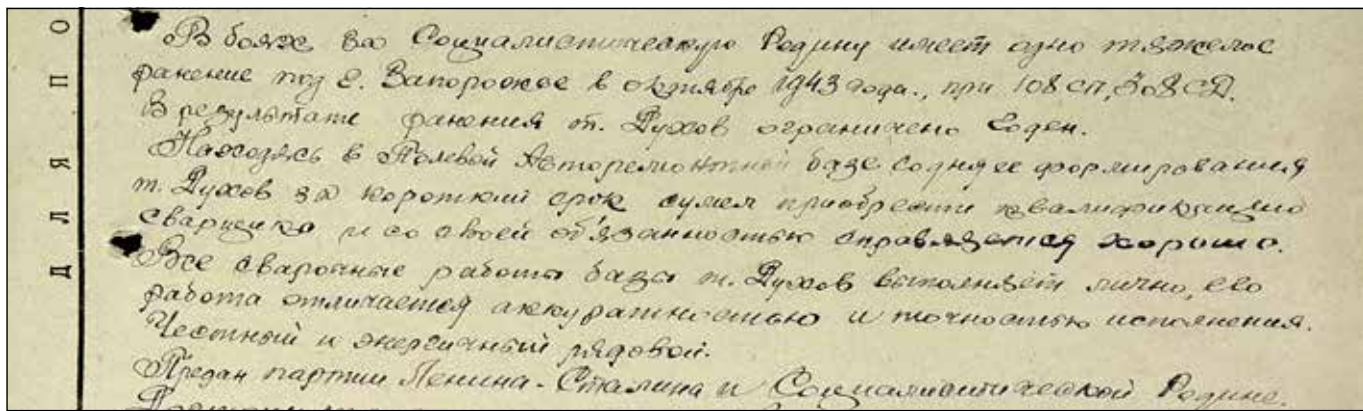 В боях за Социалистическую Родину имеет одно тяжелое
ранение под г. Запорожье в октябре 1943 года., при 108 сп, 308 СД.
В результате ранения т. Духов ограничено годен.
Находясь в Полевой Авторемонтной базе со дня ее формирования
т. Духов за короткий срок сумел приобрести квалификацию
сварщика и со своей об'язанностью справляется хорошо.
Все сварочные работы базы т. Духов выполняет лично, его
работа отличается аккуратностью и точностью исполнения.
Честный и энергичный рядовой.
Предан партии Ленина-Сталина и Социалистической Родине.
Д Л Я П О